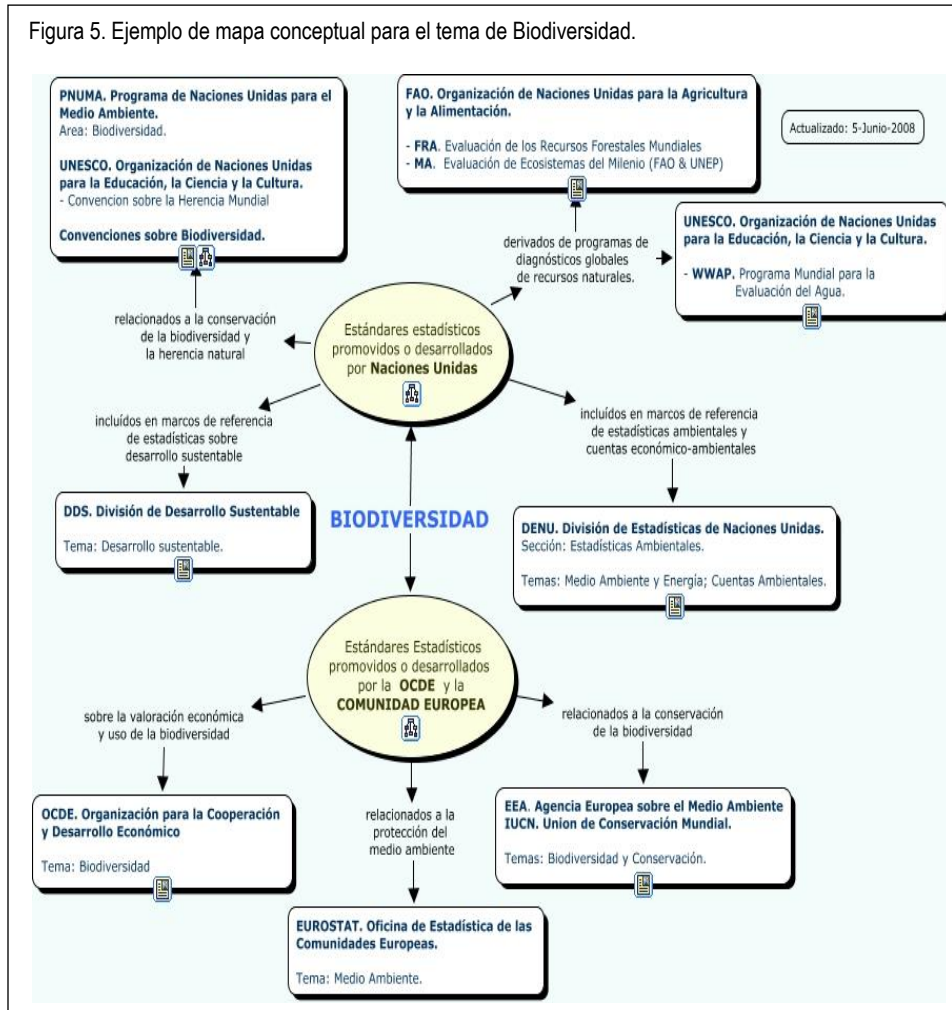 Figura 5. Ejemplo de mapa conceptual para el tema de Biodiversidad.
PNUMA. Programa de Naciones Unidas para el
Medio Ambiente.
Area: Biodiversidad.
UNESCO. Organización de Naciones Unidas
para la Educación, la Ciencia y la Cultura.
- Convencion sobre la Herencia Mundial
Convenciones sobre Biodiversidad.
FAO. Organización de Naciones Unidas para la Agricultura
y la Alimentación.
- FRA. Evaluación de los Recursos Forestales Mundiales
- MA. Evaluación de Ecosistemas del Milenio (FAO & UNEP)
Actualizado: 5-Junio-2008
UNESCO. Organización de Naciones Unidas
para la Educación, la Ciencia y la Cultura.
- WWAP. Programa Mundial para la
Evaluación del Agua.
derivados de programas de
diagnósticos globales
de recursos naturales.
relacionados a la conservación
de la biodiversidad y
la herencia natural
Estándares estadísticos
promovidos o desarrollados
por Naciones Unidas
incluídos en marcos de referencia
de estadísticas sobre
desarrollo sustentable
incluídos en marcos de referencia
de estadísticas ambientales y
cuentas económico-ambientales
DDS. División de Desarrollo Sustentable
Tema: Desarrollo sustentable.
BIODIVERSIDAD
DENU. División de Estadísticas de Naciones Unidas.
Sección: Estadísticas Ambientales.
Temas: Medio Ambiente y Energía; Cuentas Ambientales.
Estándares Estadísticos
promovidos o desarrollados
por la OCDE y la
COMUNIDAD EUROPEA
sobre la valoración económica
y uso de la biodiversidad
relacionados a la conservación
de la biodiversidad
OCDE. Organización para la Cooperación
y Desarrollo Económico
Tema: Biodiversidad
relacionados a la
protección del
medio ambiente
EEA. Agencia Europea sobre el Medio Ambiente
IUCN. Union de Conservación Mundial.
Temas: Biodiversidad y Conservación.
EUROSTAT. Oficina de Estadística de las
Comunidades Europeas.
Tema: Medio Ambiente.